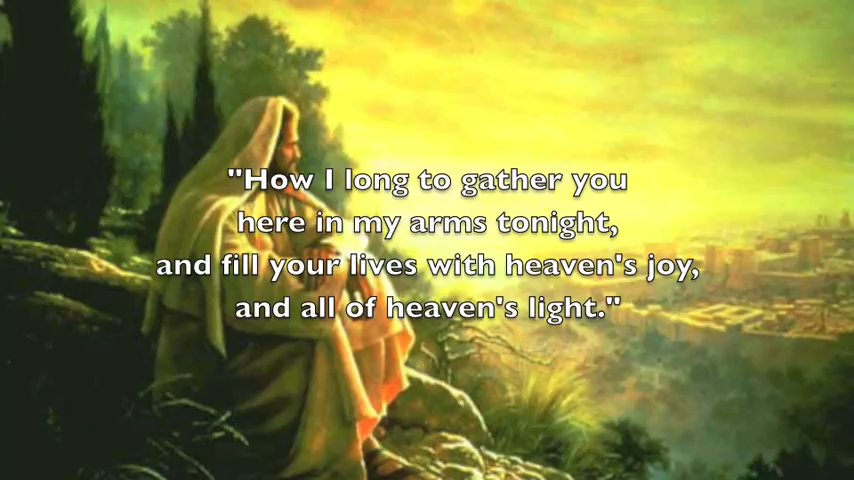 "How I long to gather you
here in my arms tonight,
and fill your lives with heaven's joy,
and all of heaven's light."